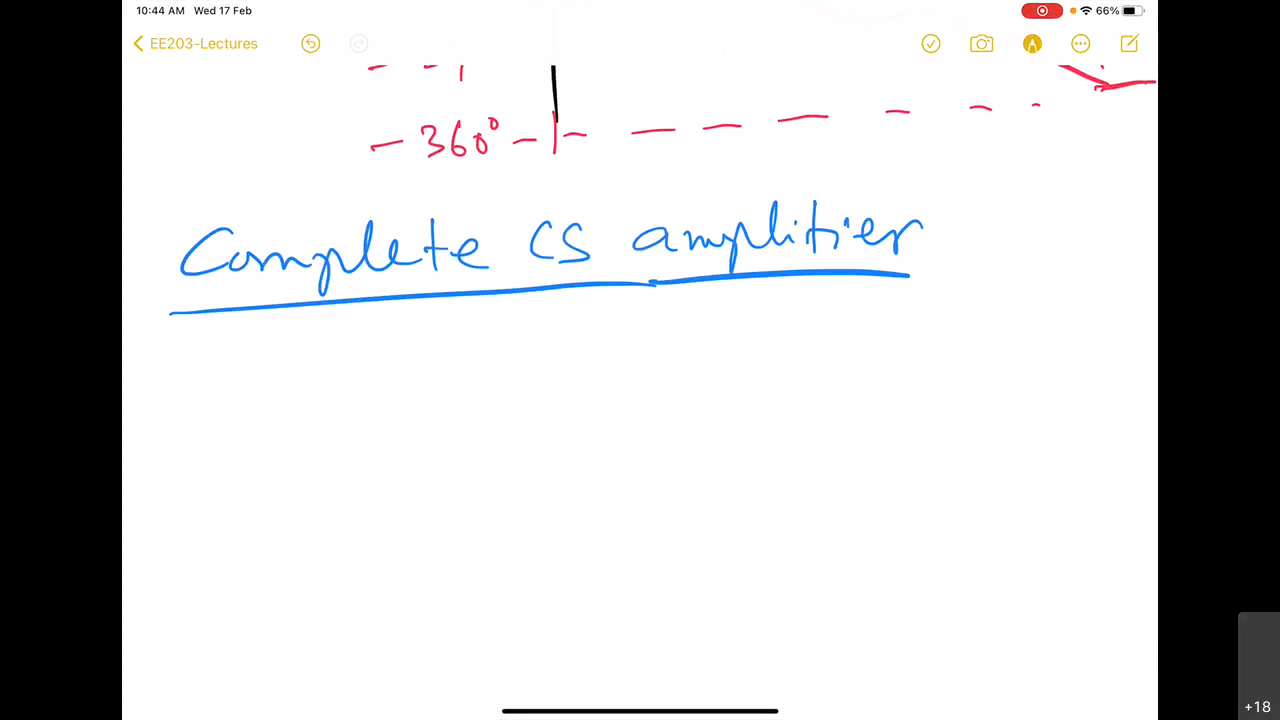 10:44 AM Wed 17 Feb
66%
EE203-Lectures
- 360°
Complete CS amplifier
+18